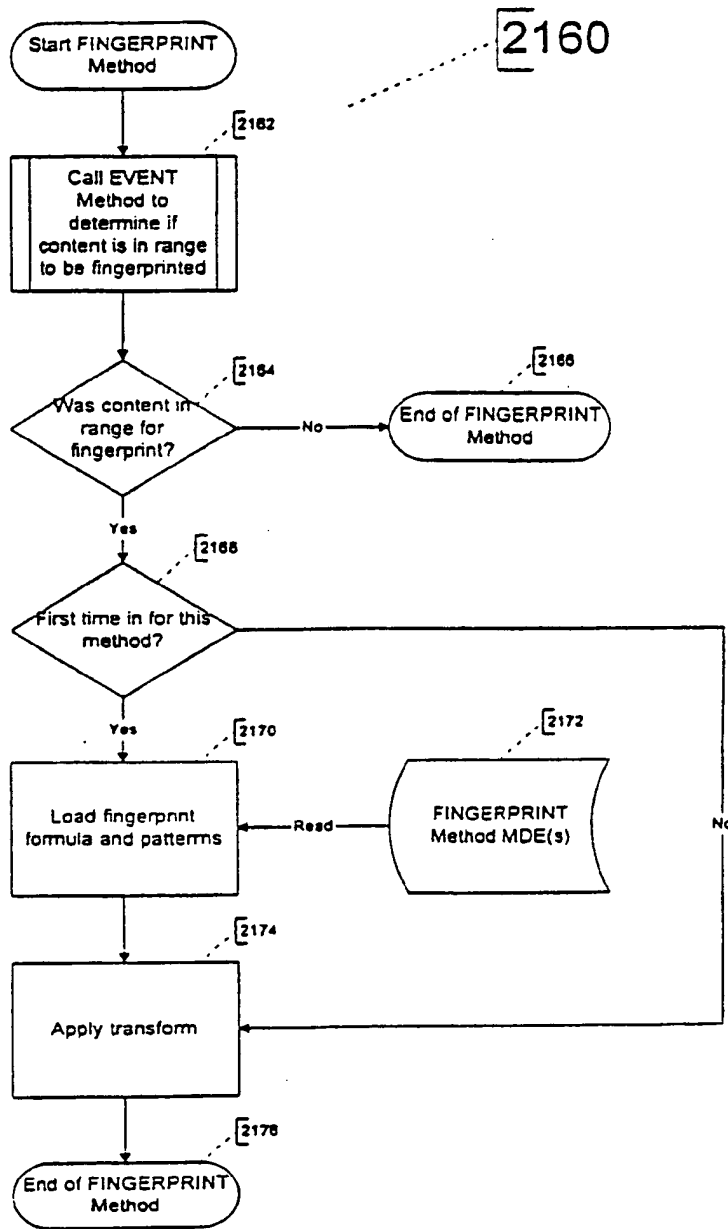 Start FINGERPRINT
Method
2160
2162
Call EVENT
Method to
determine if
content is in range
to be fingerprinted
2164
Was content in
range for
fingerprint?
No
2166
End of FINGERPRINT
Method
Yes
2168
First time in for this
method?
Yes
No
2170
Load fingerprint
formula and patterns
Read
2172
FINGERPRINT
Method MDE(s)
2174
Apply transform
2176
End of FINGERPRINT
Method